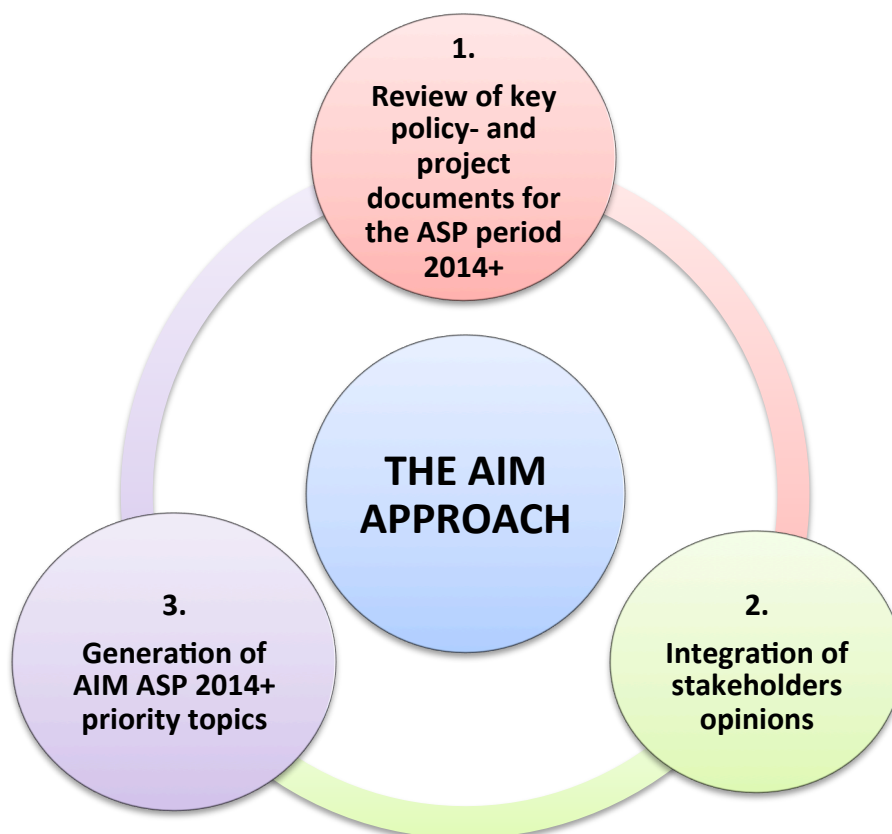 1.
Review of key
policy- and
project
documents for
the ASP period
2014+
THE AIM
APPROACH
2.
Integration of
stakeholders
opinions
3.
Generation of
AIM ASP 2014+
priority topics